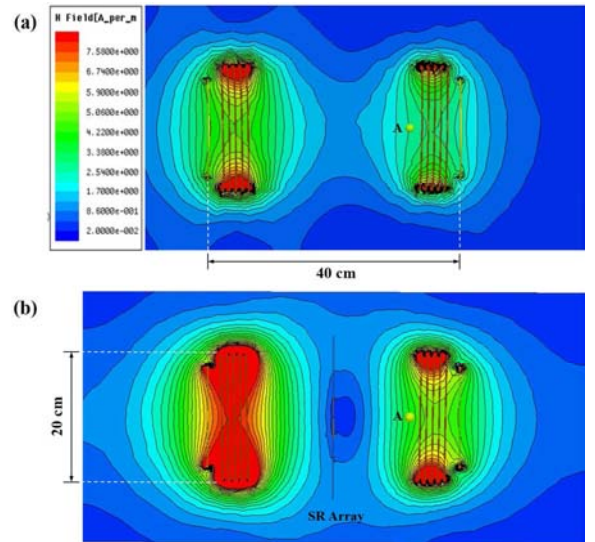 (a)
H Field[A_per_m
7.5800e+000
6.7400e+000
5.9000e+000
5.0600e+000
4.2200e+000
3.3800e+000
2.5400e+000
1.7000e+000
8.6000e-001
2.0000e-002
A
40 cm
(b)
20 cm
A
SR Array